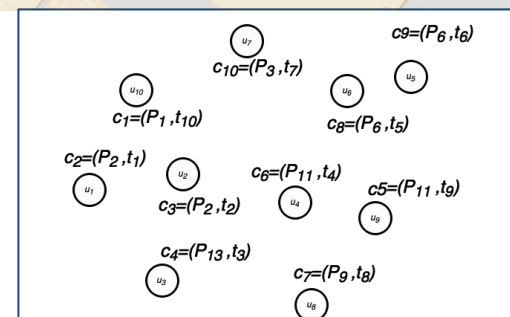 c9=(P6 ,t6)
u7
c10=(P3 ,t7)
u5
u10
u6
c1=(P1 ,t10)
c8=(P6 ,t5)
c2=(P2 ,t1)
u2
c6=(P11 ,t4)
u1
c5=(P11 ,t9)
c3=(P2 ,t2)
u4
u9
c4=(P13 ,t3)
u3
c7=(P9 ,t8)
u8